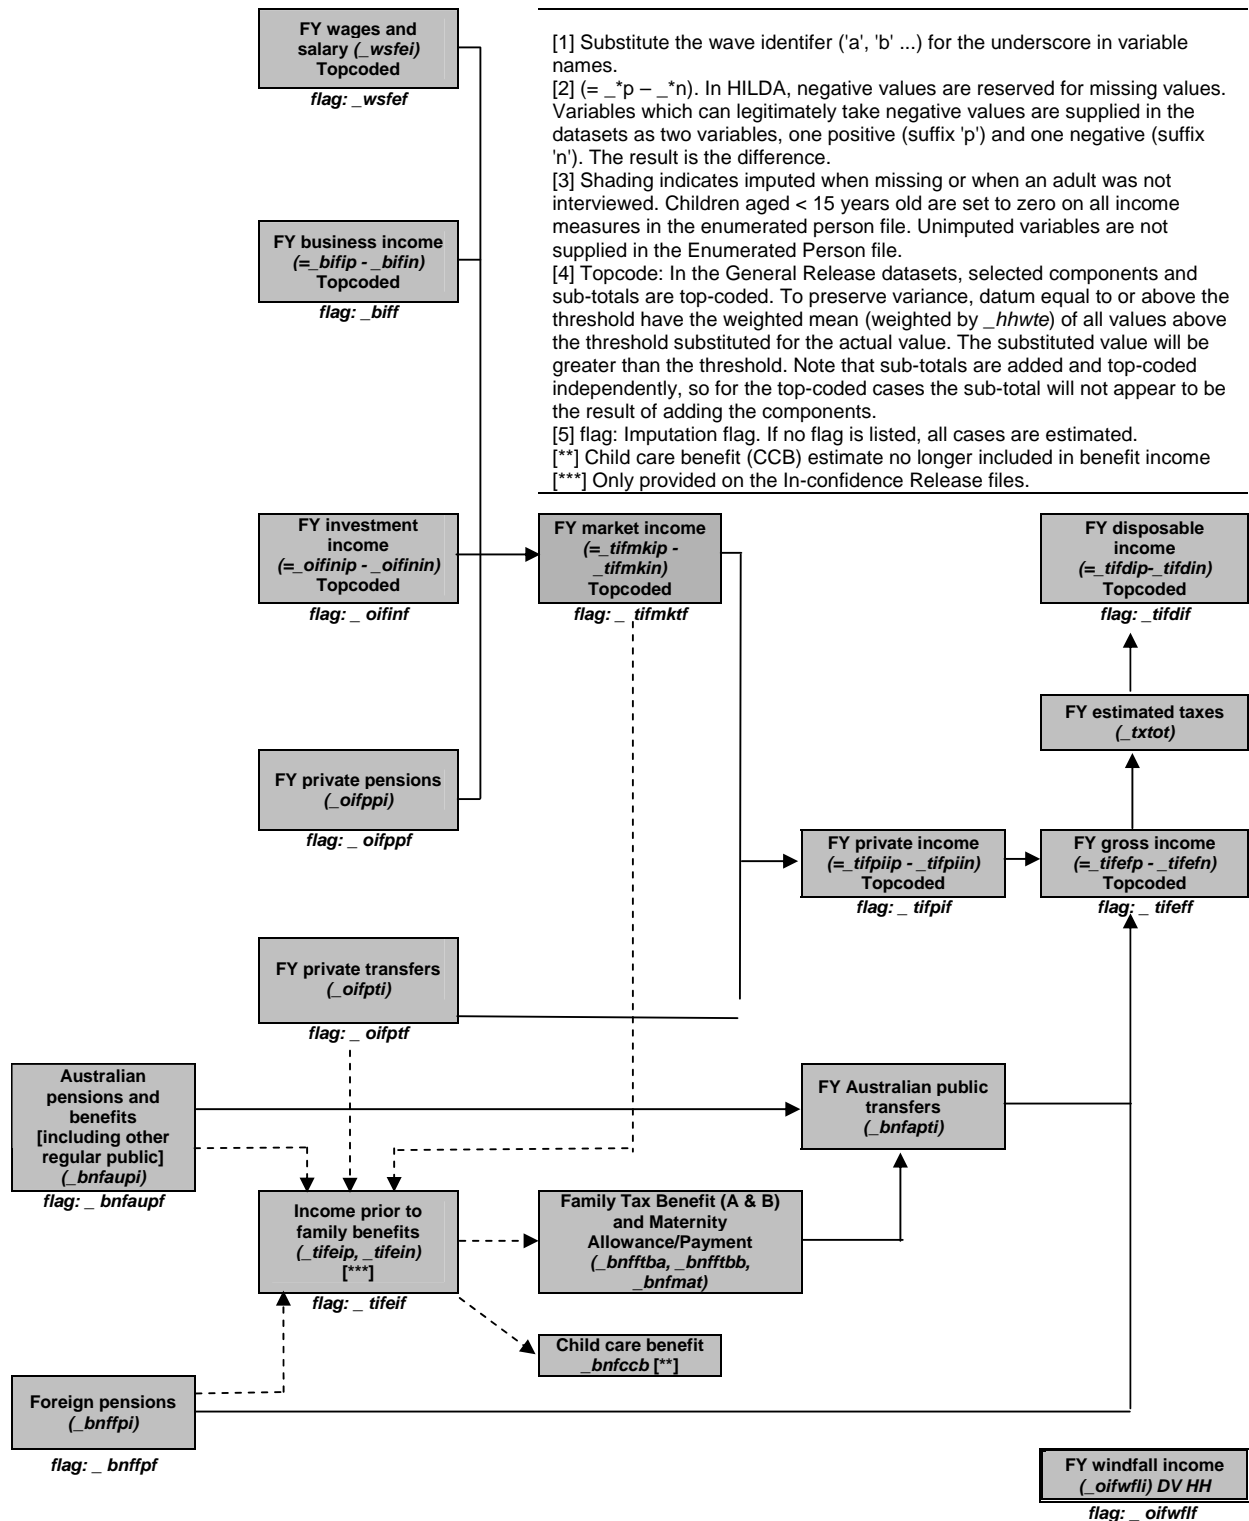 FY wages and
salary (_wsfei)
Topcoded
flag: _wsfef
[1] Substitute the wave identifer ('a', 'b' ...) for the underscore in variable
names.
[2] (= _*p – _*n). In HILDA, negative values are reserved for missing values.
Variables which can legitimately take negative values are supplied in the
datasets as two variables, one positive (suffix 'p') and one negative (suffix
'n'). The result is the difference.
[3] Shading indicates imputed when missing or when an adult was not
interviewed. Children aged < 15 years old are set to zero on all income
measures in the enumerated person file. Unimputed variables are not
supplied in the Enumerated Person file.
[4] Topcode: In the General Release datasets, selected components and
sub-totals are top-coded. To preserve variance, datum equal to or above the
threshold have the weighted mean (weighted by _hhwte) of all values above
the threshold substituted for the actual value. The substituted value will be
greater than the threshold. Note that sub-totals are added and top-coded
independently, so for the top-coded cases the sub-total will not appear to be
the result of adding the components.
[5] flag: Imputation flag. If no flag is listed, all cases are estimated.
[**] Child care benefit (CCB) estimate no longer included in benefit income
[***] Only provided on the In-confidence Release files.
FY business income
(=_bifip - _bifin)
Topcoded
flag: _biff
FY investment
income
(=_oifinip - _oifinin)
Topcoded
flag: _ oifinf
FY market income
(=_tifmkip -
_tifmkin)
Topcoded
flag: _ tifmktf
FY disposable
income
(=_tifdip-_tifdin)
Topcoded
flag: _tifdif
FY estimated taxes
(_txtot)
FY private pensions
(_oifppi)
flag: _ oifppf
FY private income
(=_tifpiip - _tifpiin)
Topcoded
flag: _ tifpif
FY gross income
(=_tifefp - _tifefn)
Topcoded
flag: _ tifeff
FY private transfers
(_oifpti)
flag: _ oifptf
Australian
pensions and
benefits
[including other
regular public]
(_bnfaupi)
flag: _ bnfaupf
FY Australian public
transfers
(_bnfapti)
Income prior to
family benefits
(_tifeip, _tifein)
[***]
flag: _ tifeif
Family Tax Benefit (A & B)
and Maternity
Allowance/Payment
(_bnfftba, _bnfftbb,
_bnfmat)
Child care benefit
_bnfccb [**]
Foreign pensions
(_bnffpi)
flag: _ bnffpf
FY windfall income
(_oifwfli) DV HH
flag: _ oifwflf